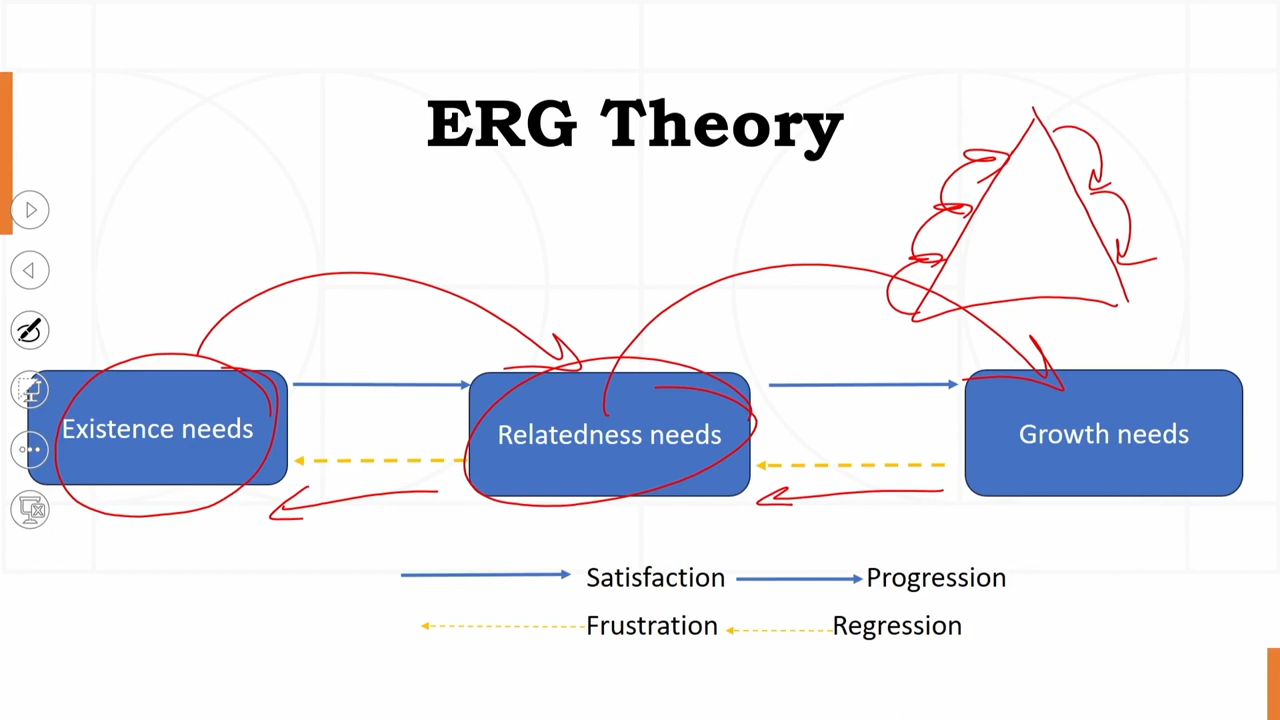 ERG Theory
Existence needs
Relatedness needs
Growth needs
Satisfaction
Progression
Frustration
Regression